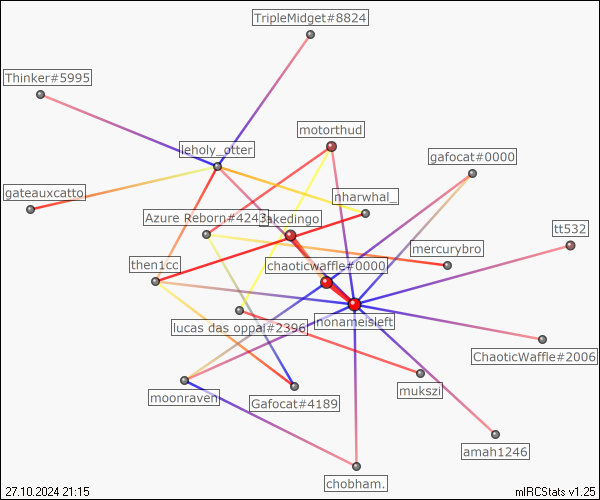 TripleMidget#8824
Thinker#5995
motorthud
leholy_otter
gafocat#0000
gateauxcatto
nharwhal_
Azure Reborn#4243
akedingo
tt532
mercurybro
then1cc
chaoticwaffle#0000
nonameisleft
lucas das oppai#2396
ChaoticWaffle#2006
mukszi
moonraven
Gafocat#4189
amah1246
chobham.
27.10.2024 21:15
mIRCStats v1.25